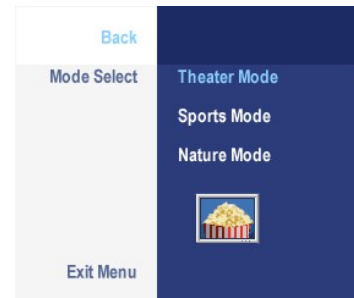 Back
Mode Select
Theater Mode
Sports Mode
Nature Mode
Exit Menu